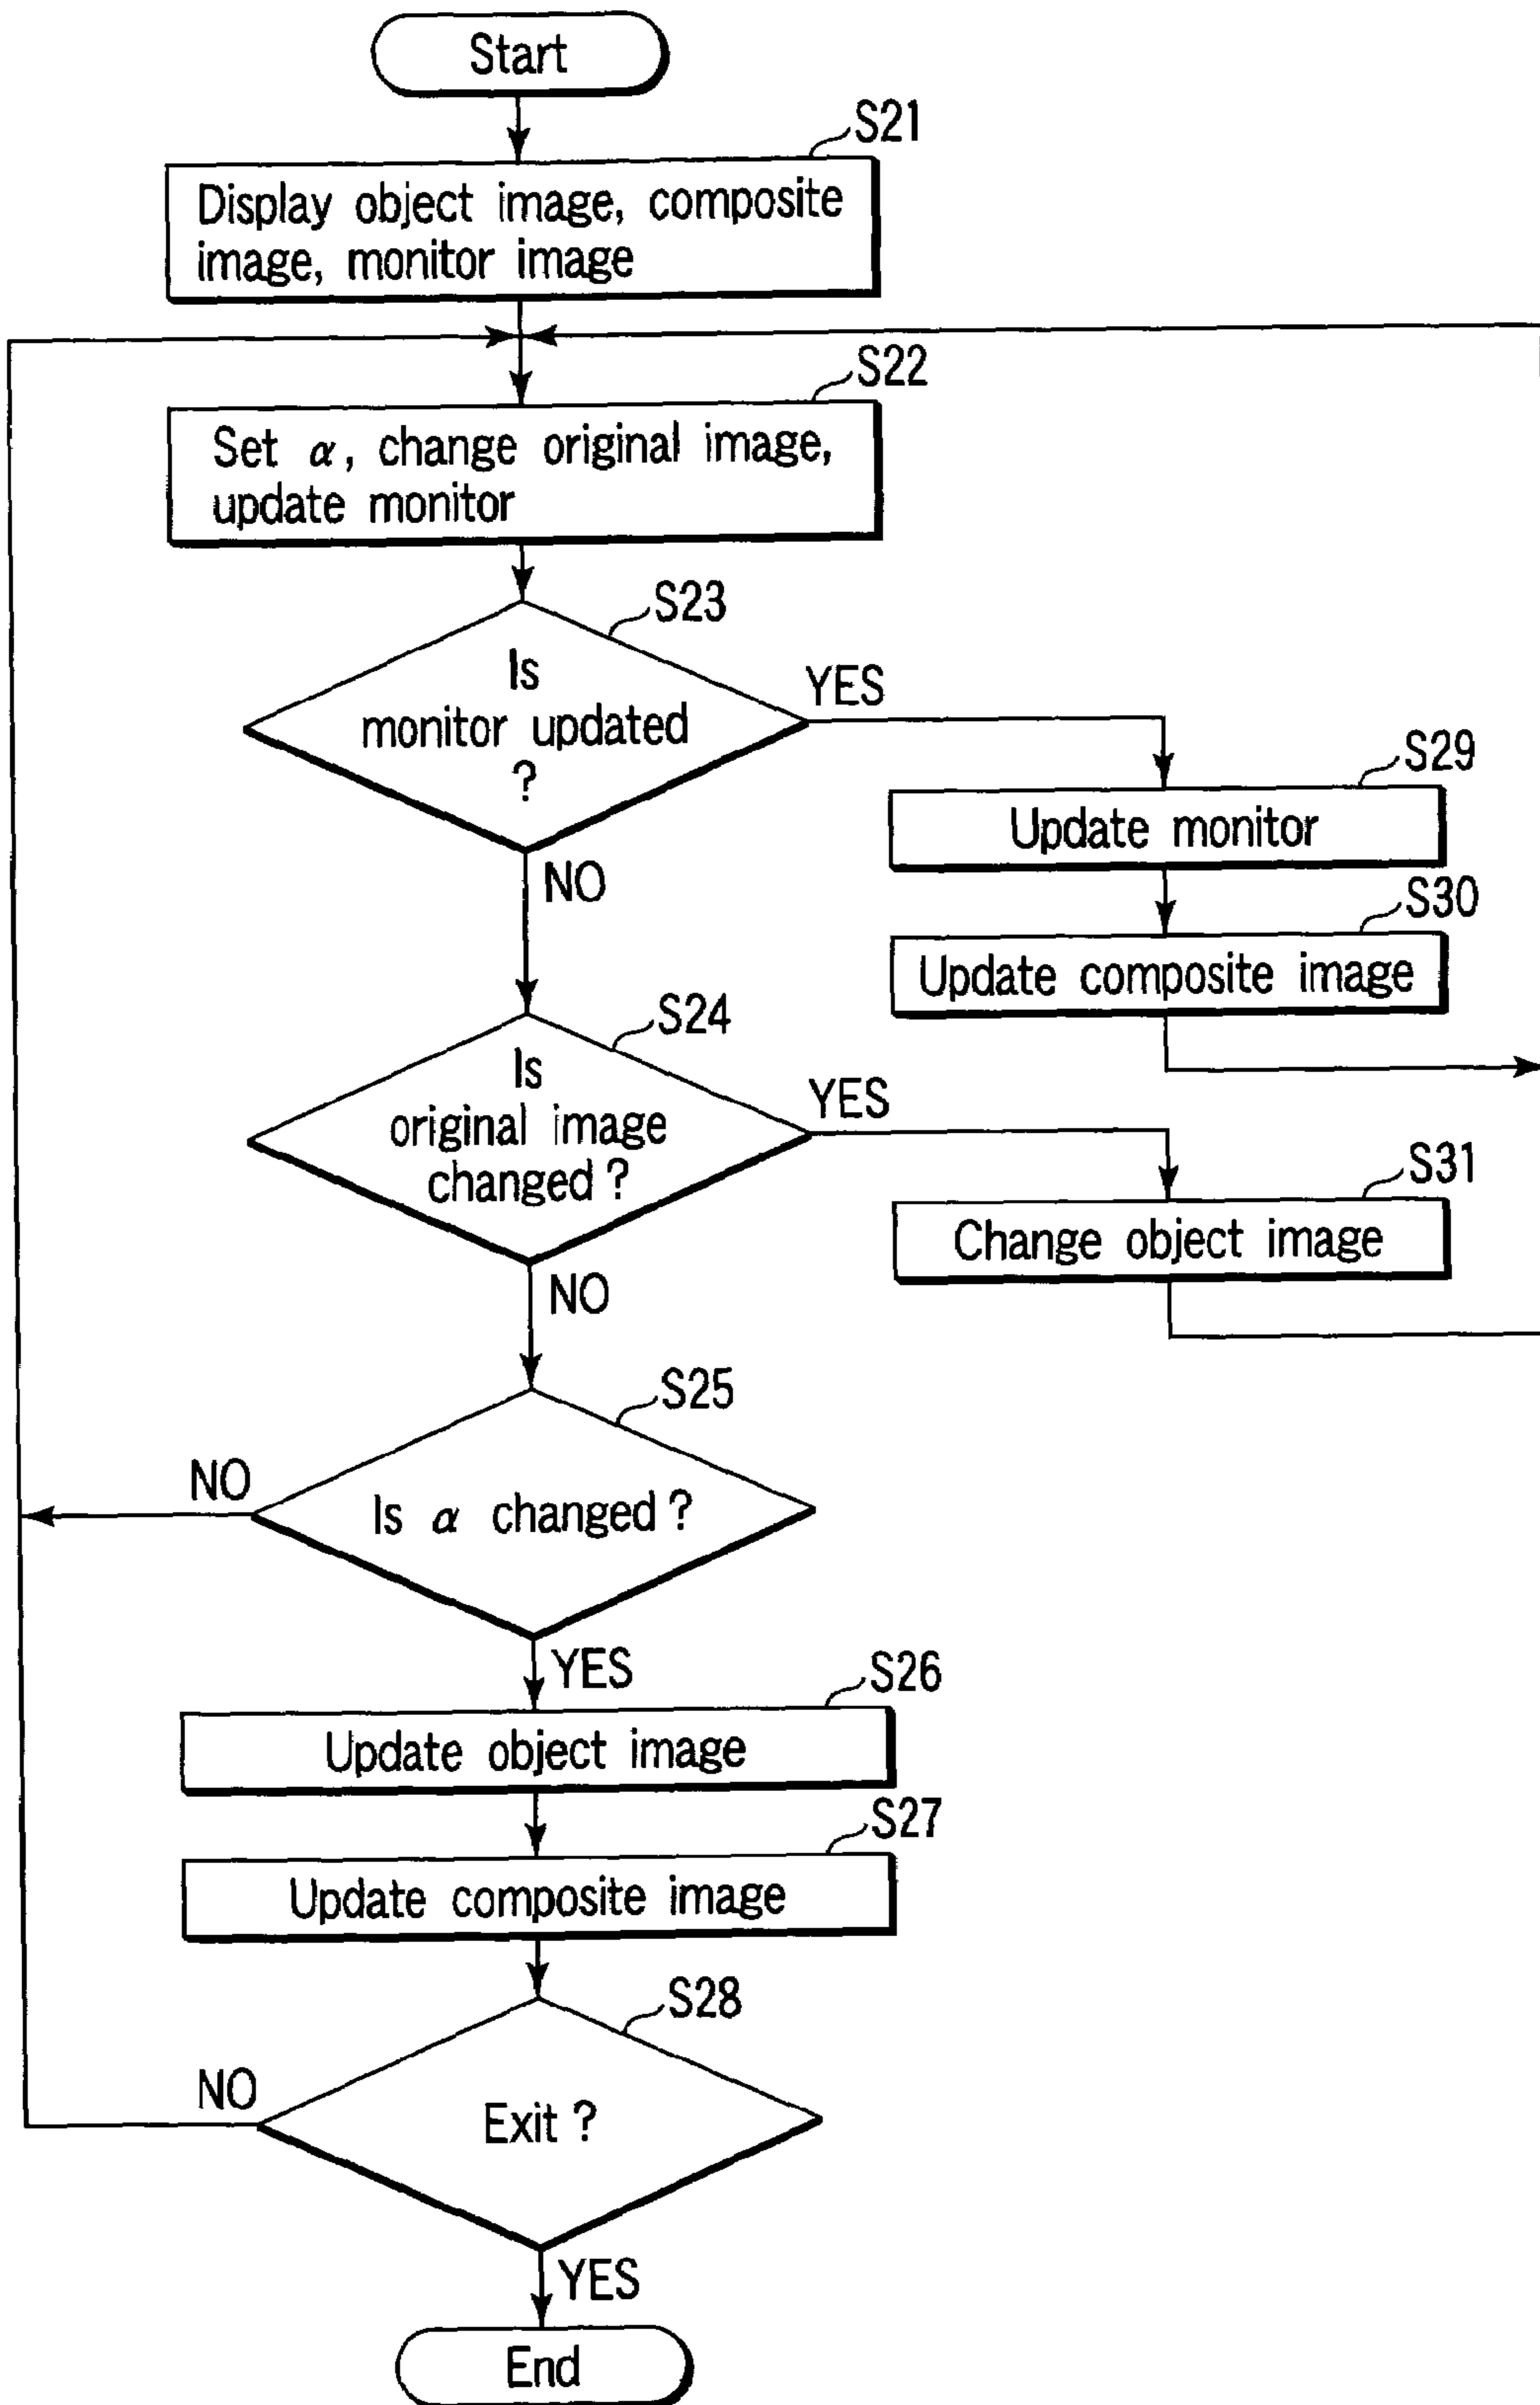 Start
S21
Display object image, composite
image, monitor image
S22
Set α, change original image,
update monitor
S23
Is
monitor updated
?
YES
NO
S29
Update monitor
S30
Update composite image
S24
Is
original image
changed?
YES
NO
S31
Change object image
S25
Is α changed?
NO
YES
S26
Update object image
S27
Update composite image
S28
Exit?
NO
YES
End